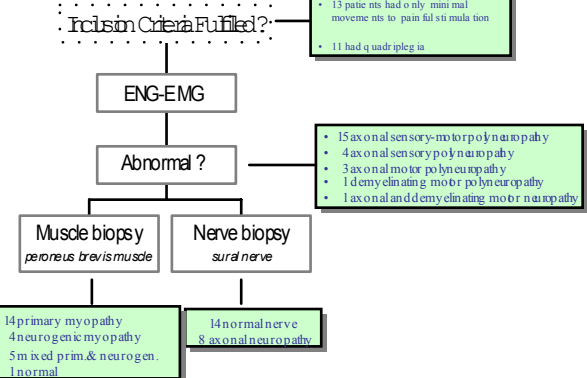 • 13 patients had only minimal
movements to painful stimulation
• 11 had quadriplegia
Inclusion Criteria Fulfilled?
ENG-EMG
Abnormal ?
• 15 axonal sensory-motor polyneuropahy
• 4 axonal sensory polyneuropahy
• 3 axonal motor polyneuropathy
• 1 demyelinating motor polyneuropathy
• 1 axonal and demyelinating motor neuropathy
Muscle biopsy
peroneus brevis muscle
Nerve biopsy
sural nerve
14 primary myopathy
4 neurogenic myopathy
5 mixed prim.& neurogen.
1 normal
14 normal nerve
8 axonal neuropathy